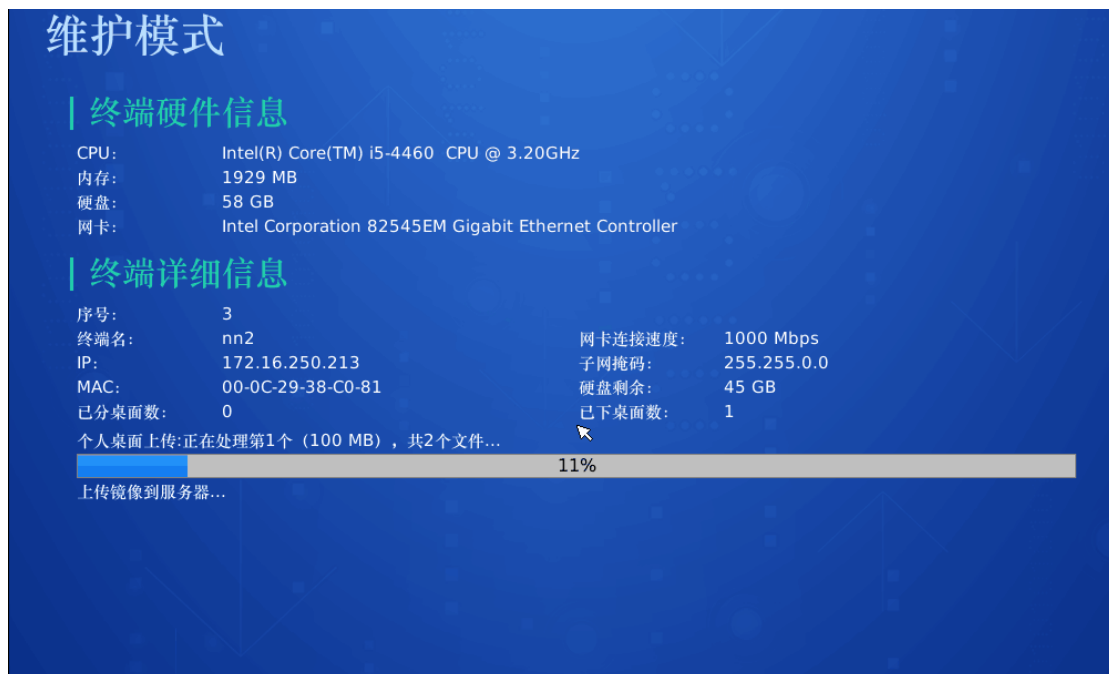 维护模式
终端硬件信息
CPU: Intel(R) Core(TM) i5-4460  CPU @ 3.20GHz
内存: 1929 MB
硬盘: 58 GB
网卡: Intel Corporation 82545EM Gigabit Ethernet Controller
终端详细信息
序号: 3
终端名: nn2 网卡连接速度: 1000 Mbps
IP: 172.16.250.213 子网掩码: 255.255.0.0
MAC: 00-0C-29-38-C0-81 硬盘剩余: 45 GB
已分桌面数: 0 已下桌面数: 1
个人桌面上传:正在处理第1个（100 MB），共2个文件...
11%
上传镜像到服务器...